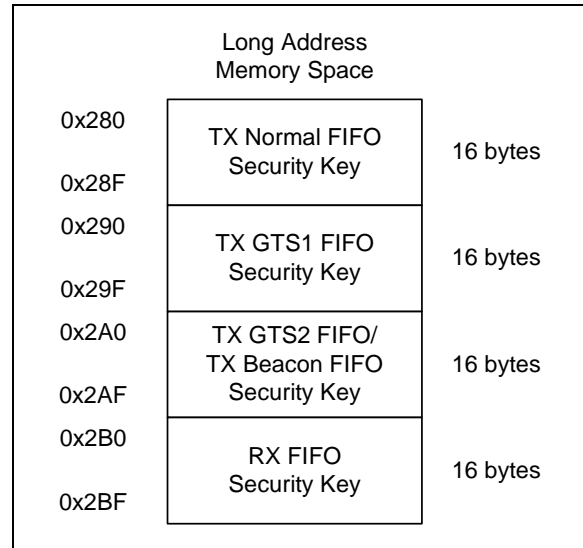 Long Address
Memory Space
0x280
TX Normal FIFO
Security Key
16 bytes
0x28F
0x290
TX GTS1 FIFO
Security Key
16 bytes
0x29F
0x2A0
TX GTS2 FIFO/
TX Beacon FIFO
Security Key
16 bytes
0x2AF
0x2B0
RX FIFO
Security Key
16 bytes
0x2BF